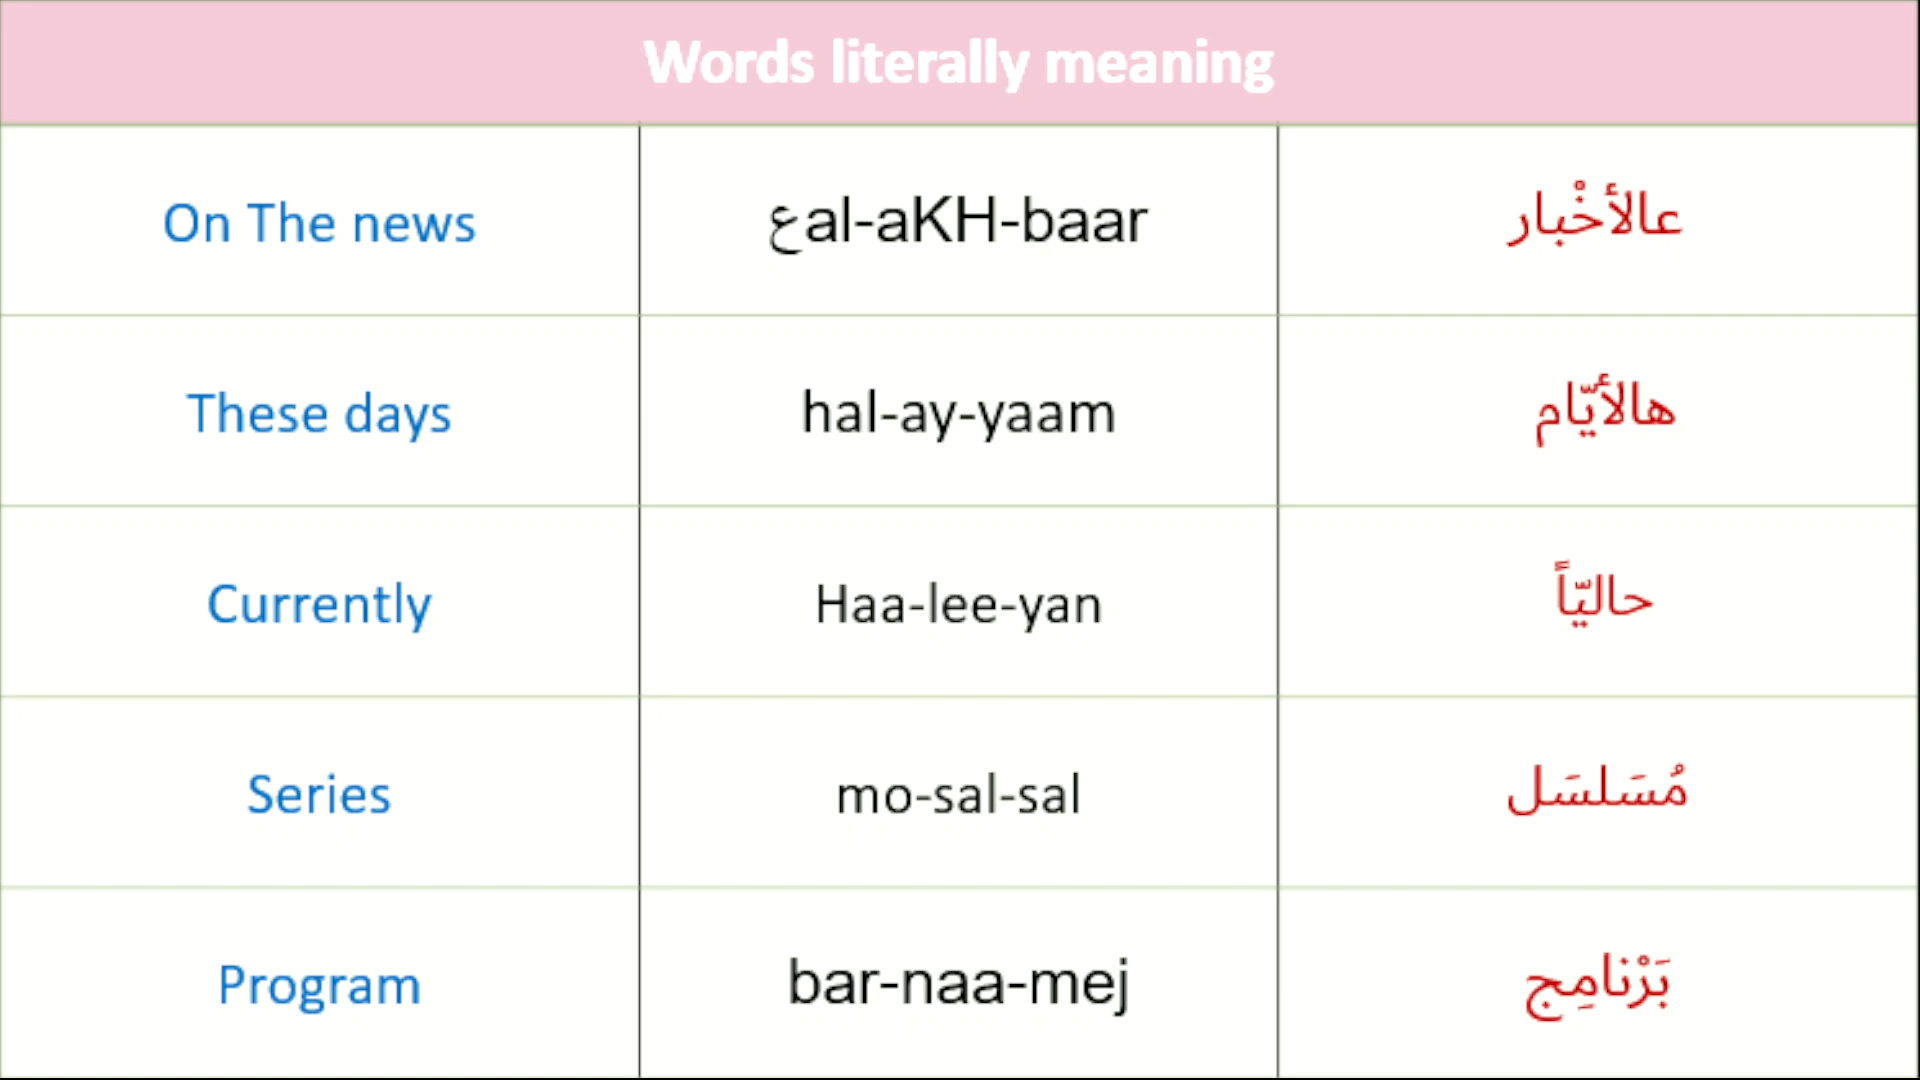 Words literally meaning
On The news عal-aKH-baar عالأخْبار
These days hal-ay-yaam هالأيّام
Currently Haa-lee-yan حاليّاً
Series mo-sal-sal مُسَلسَل
Program bar-naa-mej بَرْنامِج